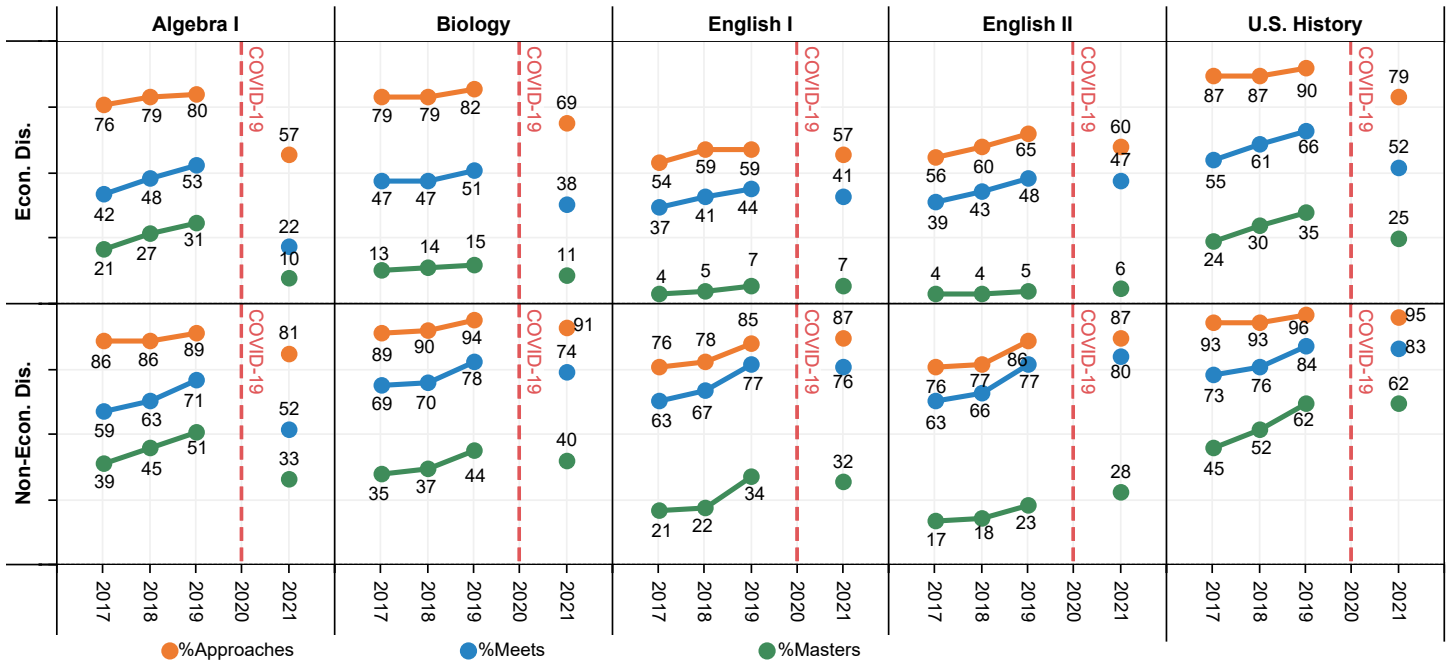 Algebra I Biology English I English II U.S. History
Econ. Dis.
COVID-19
76 79 80
57
42 48 53
22
21 27 31
10
COVID-19
79 79 82
69
47 47 51
38
13 14 15
11
COVID-19
54 59 59
57
37 41 44
41
4 5 7
7
COVID-19
56 60 65
60
39 43 48
47
4 4 5
6
COVID-19
87 87 90
79
55 61 66
52
24 30 35
25
Non-Econ. Dis.
COVID-19
86 86 89
81
59 63 71
52
39 45 51
33
COVID-19
89 90 94
91
69 70 78
74
35 37 44
40
COVID-19
76 78 85
87
63 67 77
76
21 22 34
32
COVID-19
76 77 86
87
63 66 77
80
17 18 23
28
COVID-19
93 93 96
95
73 76 84
83
45 52 62
62
2017 2018 2019 2020 2021 2017 2018 2019 2020 2021 2017 2018 2019 2020 2021 2017 2018 2019 2020 2021 2017 2018 2019 2020 2021
%Approaches %Meets %Masters